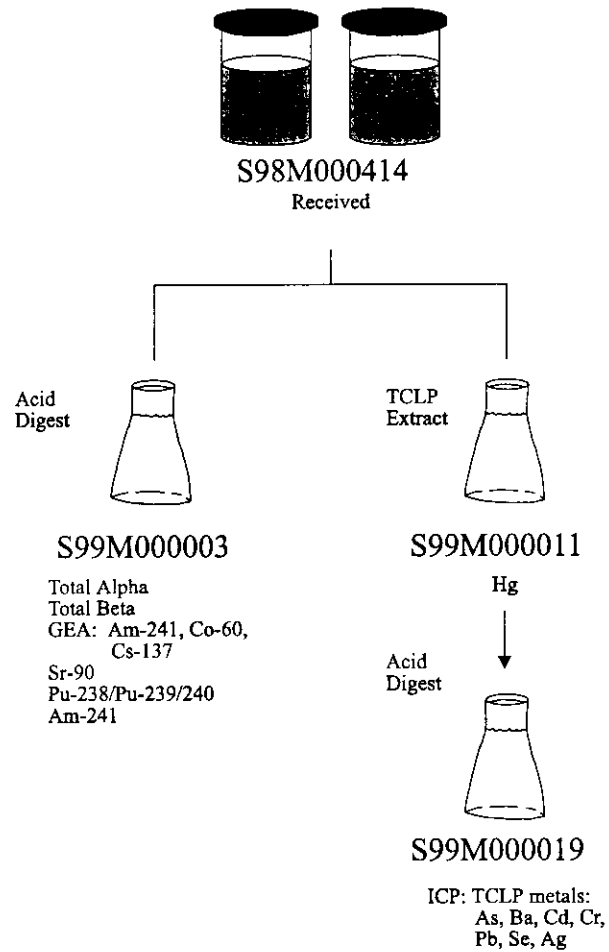 S98M000414
Received
Acid
Digest
S99M000003
Total Alpha
Total Beta
GEA: Am-241, Co-60,
Cs-137
Sr-90
Pu-238/Pu-239/240
Am-241
TCLP
Extract
S99M000011
Hg
Acid
Digest
S99M000019
ICP: TCLP metals:
As, Ba, Cd, Cr,
Pb, Se, Ag